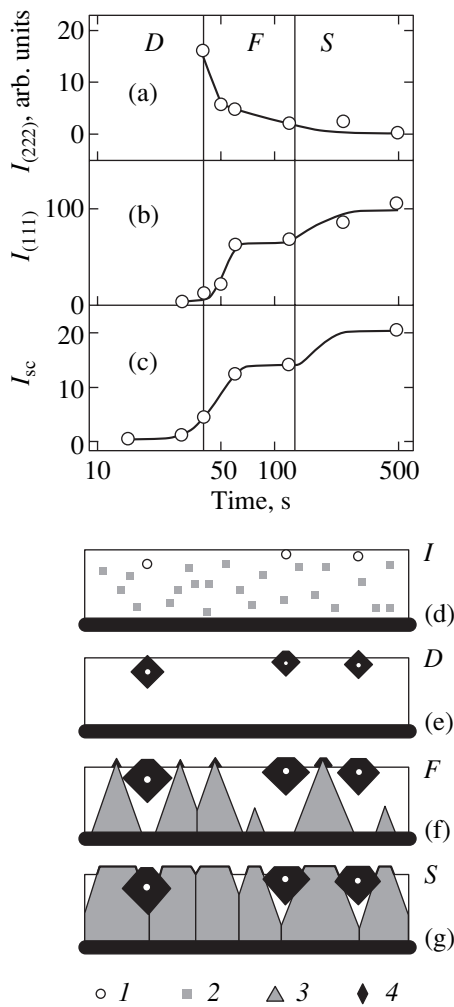 D F S
20
10
0
I(222), arb. units
(a)
100
0
I(111)
(b)
20
10
0
Isc
(c)
10 50 100 500
Time, s
I
(d)
D
(e)
F
(f)
S
(g)
1 2 3 4